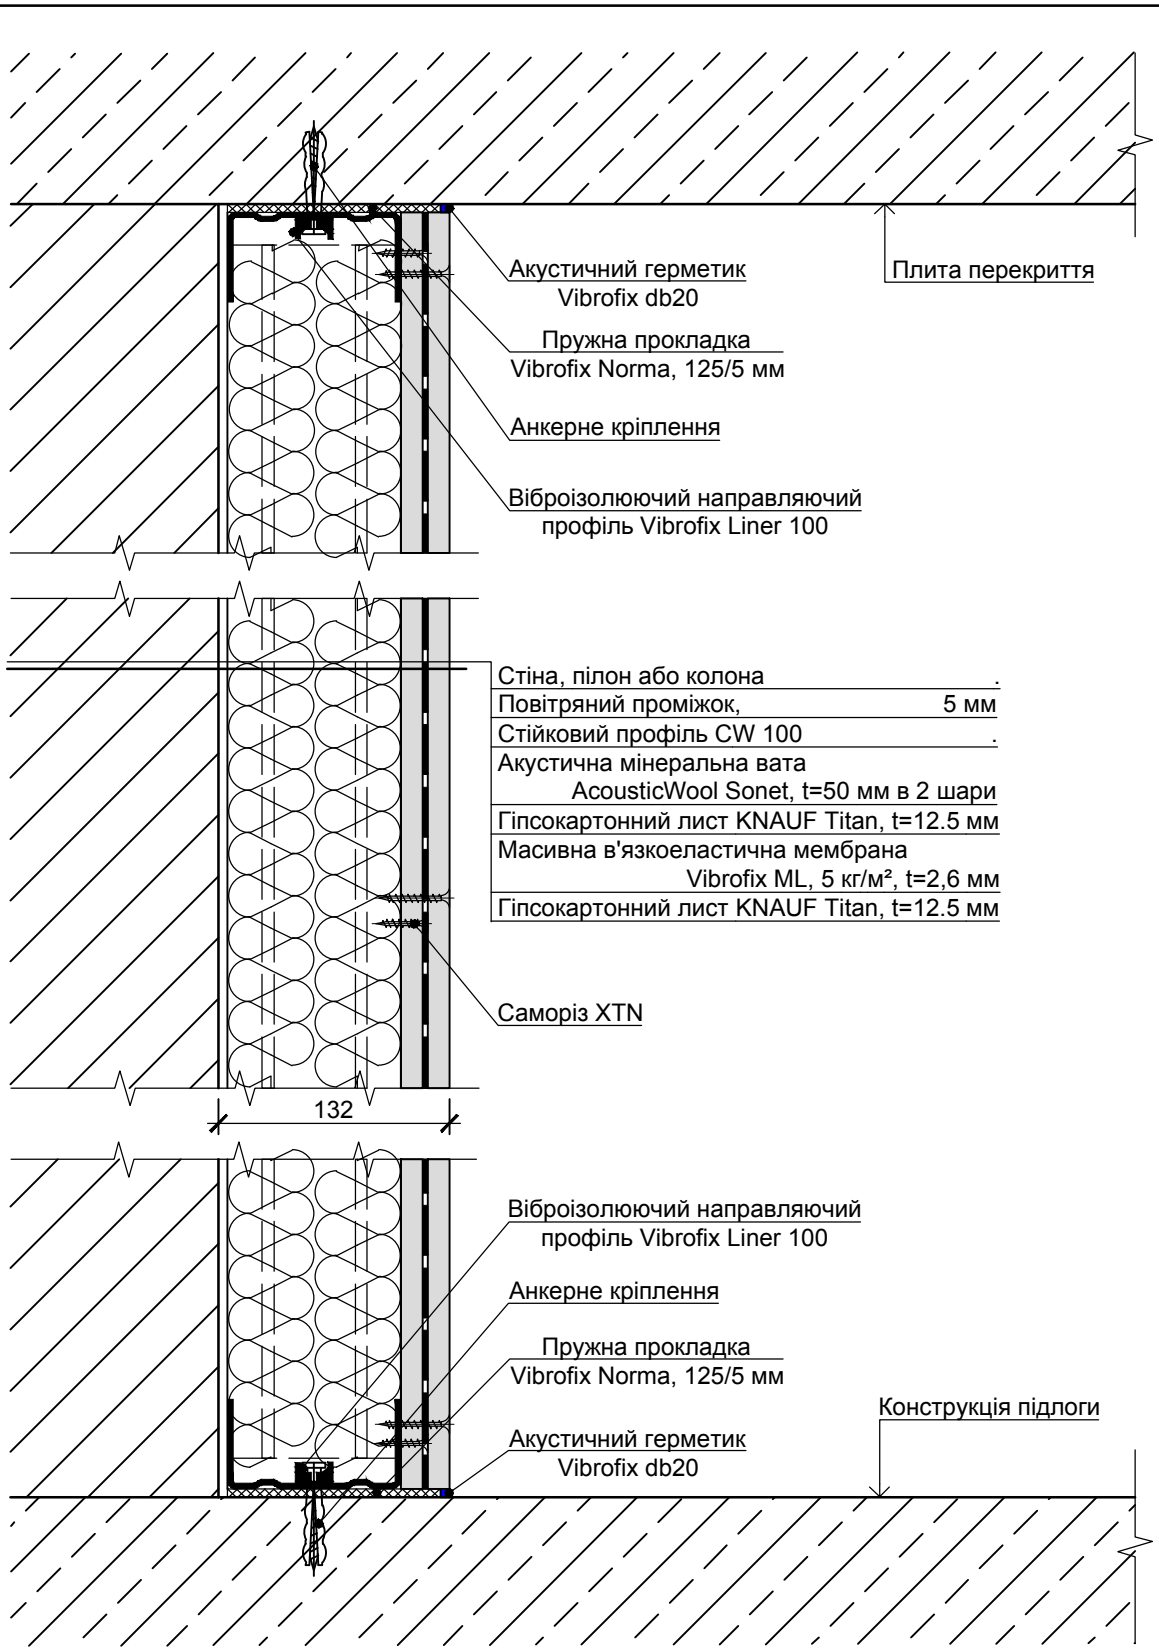 Акустичний герметик
Vibrofix db20
Плита перекриття
Пружна прокладка
Vibrofix Norma, 125/5 мм
Анкерне кріплення
Віброізолюючий направляючий
профіль Vibrofix Liner 100
Стіна, пілон або колона .
Повітряний проміжок, 5 мм
Стійковий профіль CW 100 .
Акустична мінеральна вата
AcousticWool Sonet, t=50 мм в 2 шари
Гіпсокартонний лист KNAUF Titan, t=12.5 мм
Масивна в'язкоеластична мембрана
Vibrofix ML, 5 кг/м², t=2,6 мм
Гіпсокартонний лист KNAUF Titan, t=12.5 мм
Саморіз XTN
132
Віброізолюючий направляючий
профіль Vibrofix Liner 100
Анкерне кріплення
Пружна прокладка
Vibrofix Norma, 125/5 мм
Конструкція підлоги
Акустичний герметик
Vibrofix db20